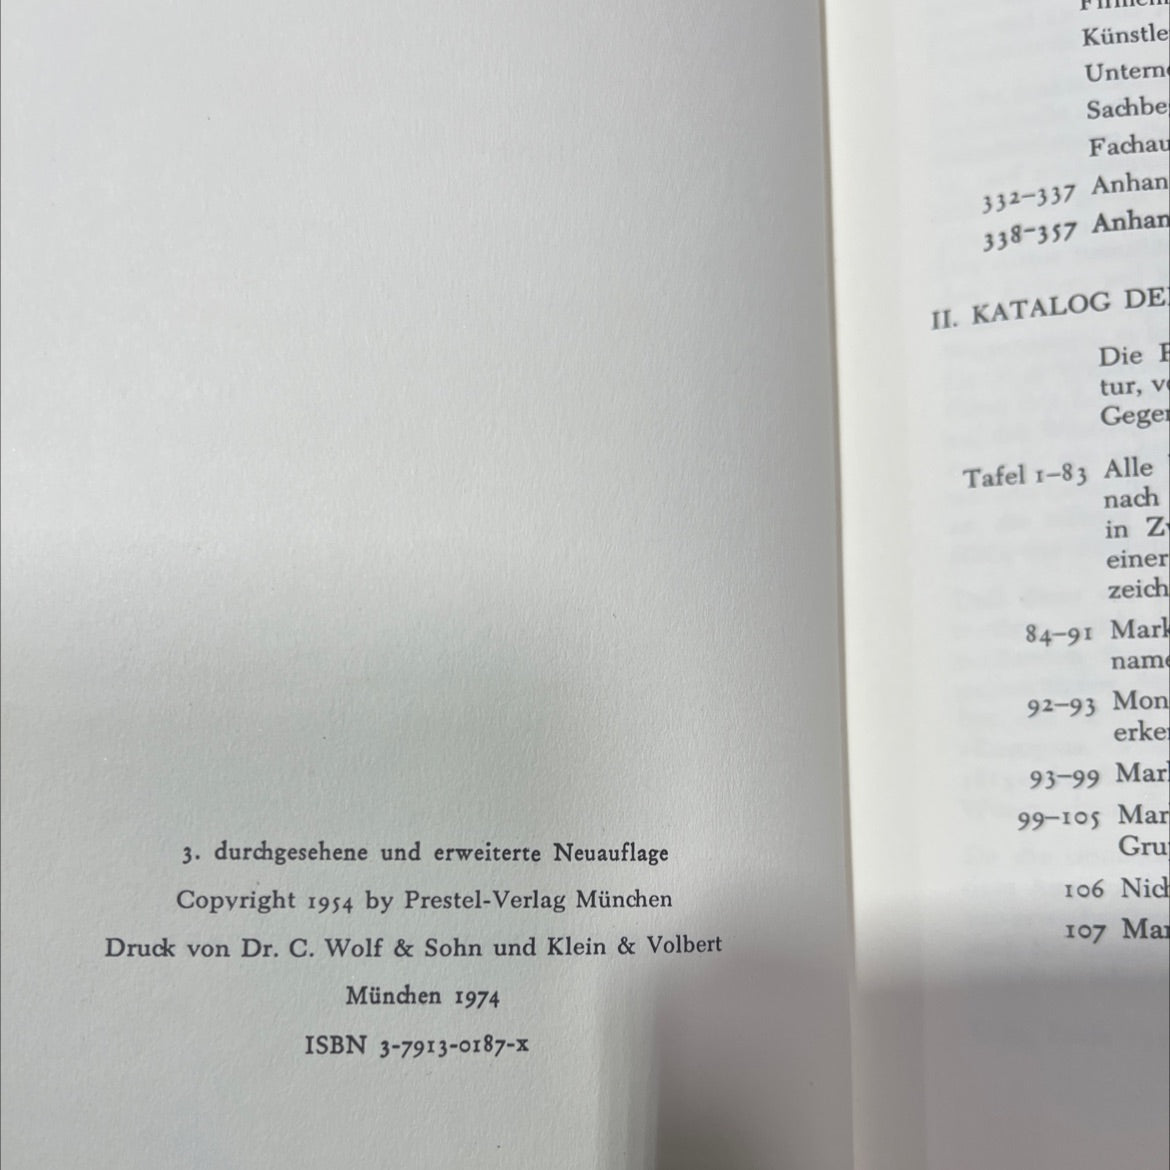 3. durchgesehene und erweiterte Neuauflage
Copyright 1954 by Prestel-Verlag München
Druck von Dr. C. Wolf & Sohn und Klein & Volbert
München 1974
ISBN 3-7913-0187-x
Künstle
Untern
Sachbe
Fachau
332–337 Anhan
338–357 Anhan
II. KATALOG DE
Die
tur, v
Gege
Tafel 1–83 Alle
nach
in Z
einer
zeich
84–91 Mark
name
92–93 Mon
erke
93–99 Mar
99–105 Mar
Gru
106 Nich
107 Mar